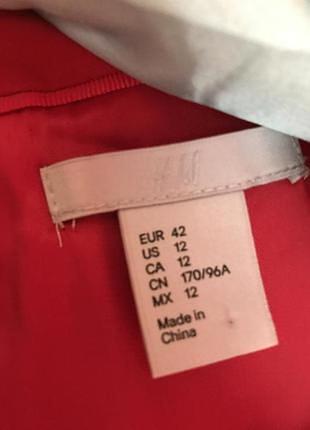 H&M
EUR 42
US 12
CA 12
CN 170/96A
MX 12
Made in
China